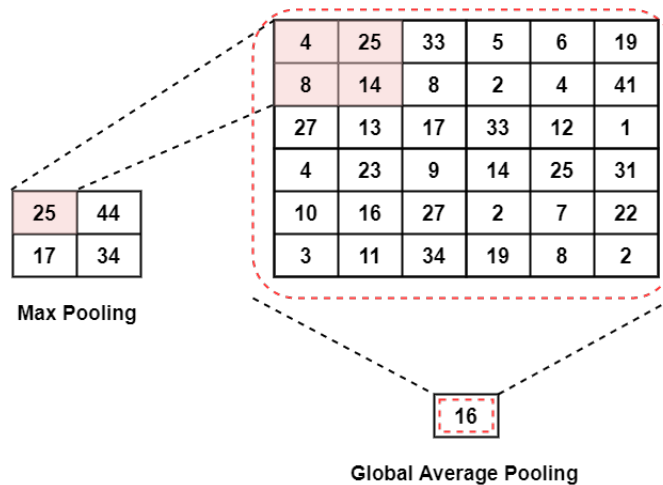 4 25 33 5 6 19
8 14 8 2 4 41
27 13 17 33 12 1
4 23 9 14 25 31
10 16 27 2 7 22
3 11 34 19 8 2
25 44
17 34
Max Pooling
16
Global Average Pooling